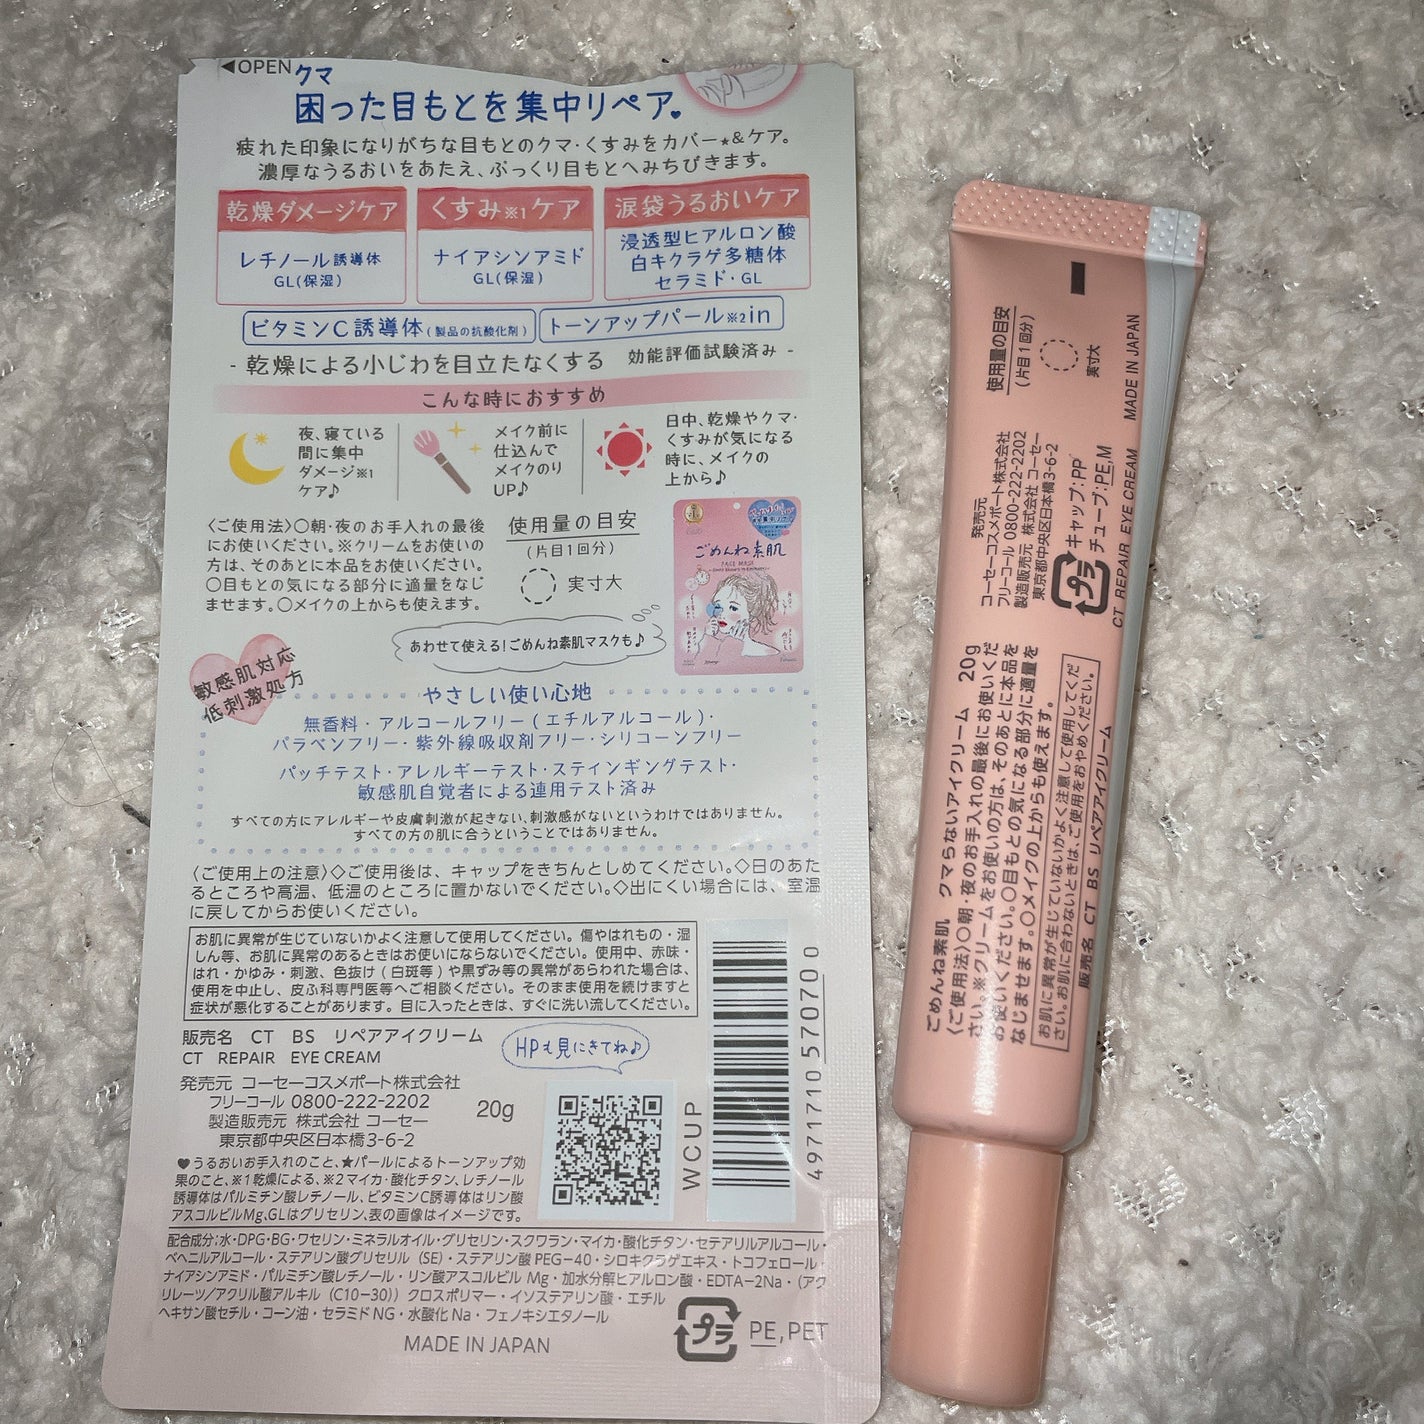 ◀OPEN
クマ
困った目もとを集中リペア♥
疲れた印象になりがちな目もとのクマ・くすみをカバー★&ケア。
濃厚なうるおいをあたえ、ぷっくり目もとへみちびきます。
乾燥ダメージケア
レチノール誘導体
GL(保湿)
くすみ※1ケア
ナイアシンアミド
GL(保湿)
涙袋うるおいケア
浸透型ヒアルロン酸
白キクラゲ多糖体
セラミド・GL
ビタミンC誘導体(製品の抗酸化剤)
トーンアップパール※2in
- 乾燥による小じわを目立たなくする 効能評価試験済み -
こんな時におすすめ
夜、寝ている
間に集中
ダメージ※1
ケア♪
メイク前に
仕込んで
メイクのり
UP♪
日中、乾燥やクマ・
くすみが気になる
時に、メイクの
上から♪
〈ご使用法〉○朝・夜のお手入れの最後
にお使いください。※クリームをお使いの
方は、そのあとに本品をお使いください。
○目もとの気になる部分に適量をなじ
ませます。○メイクの上からも使えます。
使用量の目安
(片目1回分)
実寸大
ごめんね素肌
FACE MASK
あわせて使える!ごめんね素肌マスクも♪
敏感肌対応
低刺激処方
やさしい使い心地
無香料・アルコールフリー(エチルアルコール)・
パラベンフリー・紫外線吸収剤フリー・シリコーンフリー
パッチテスト・アレルギーテスト・スティンギングテスト・
敏感肌自覚者による連用テスト済み
すべての方にアレルギーや皮膚刺激が起きない、刺激感がないというわけではありません。
すべての方の肌に合うということではありません。
〈ご使用上の注意〉◇ご使用後は、キャップをきちんとしめてください。◇日のあた
るところや高温、低温のところに置かないでください。◇出にくい場合には、室温
に戻してからお使いください。
お肌に異常が生じていないかよく注意して使用してください。傷やはれもの・湿
しん等、お肌に異常のあるときはお使いにならないでください。使用中、赤味・
はれ・かゆみ・刺激、色抜け(白斑等)や黒ずみ等の異常があらわれた場合は、
使用を中止し、皮ふ科専門医等へご相談ください。そのまま使用を続けますと
症状が悪化することがあります。目に入ったときは、すぐに洗い流してください。
販売名 CT BS リペアアイクリーム
CT REPAIR EYE CREAM
HPも見にきてね♪
発売元 コーセーコスメポート株式会社
フリーコール 0800-222-2202
製造販売元 株式会社 コーセー
東京都中央区日本橋3-6-2
20g
WCUP
4971710 570700
♥うるおいお手入れのこと、★パールによるトーンアップ効
果のこと、※1乾燥による、※2マイカ・酸化チタン、レチノール
誘導体はパルミチン酸レチノール、ビタミンC誘導体はリン酸
アスコルビルMg、GLはグリセリン、表の画像はイメージです。
配合成分:水・DPG・BG・ワセリン・ミネラルオイル・グリセリン・スクワラン・マイカ・酸化チタン・セテアリルアルコール・
ベヘニルアルコール・ステアリン酸グリセリル(SE)・ステアリン酸PEG-40・シロキクラゲエキス・トコフェロール・
ナイアシンアミド・パルミチン酸レチノール・リン酸アスコルビルMg・加水分解ヒアルロン酸・EDTA-2Na・(アク
リレーツ/アクリル酸アルキル(C10-30))クロスポリマー・イソステアリン酸・エチル
ヘキサン酸セチル・コーン油・セラミドNG・水酸化Na・フェノキシエタノール
MADE IN JAPAN
プラ PE,PET
ごめんね素肌 クマらないアイクリーム 20g
〈ご使用法〉○朝・夜のお手入れの最後にお使いくだ
さい。※クリームをお使いの方は、そのあとに本品を
お使いください。○目もとの気になる部分に適量を
なじませます。○メイクの上からも使えます。
お肌に異常が生じていないかよく注意して使用してくだ
さい。お肌に合わないときは、ご使用をおやめください。
販売名 CT BS リペアアイクリーム
CT REPAIR EYE CREAM MADE IN JAPAN
発売元
コーセーコスメポート株式会社
フリーコール 0800-222-2202
製造販売元 株式会社 コーセー
東京都中央区日本橋3-6-2
プラ
キャップ:PP
チューブ:PE,M
使用量の目安
(片目1回分)
実寸大